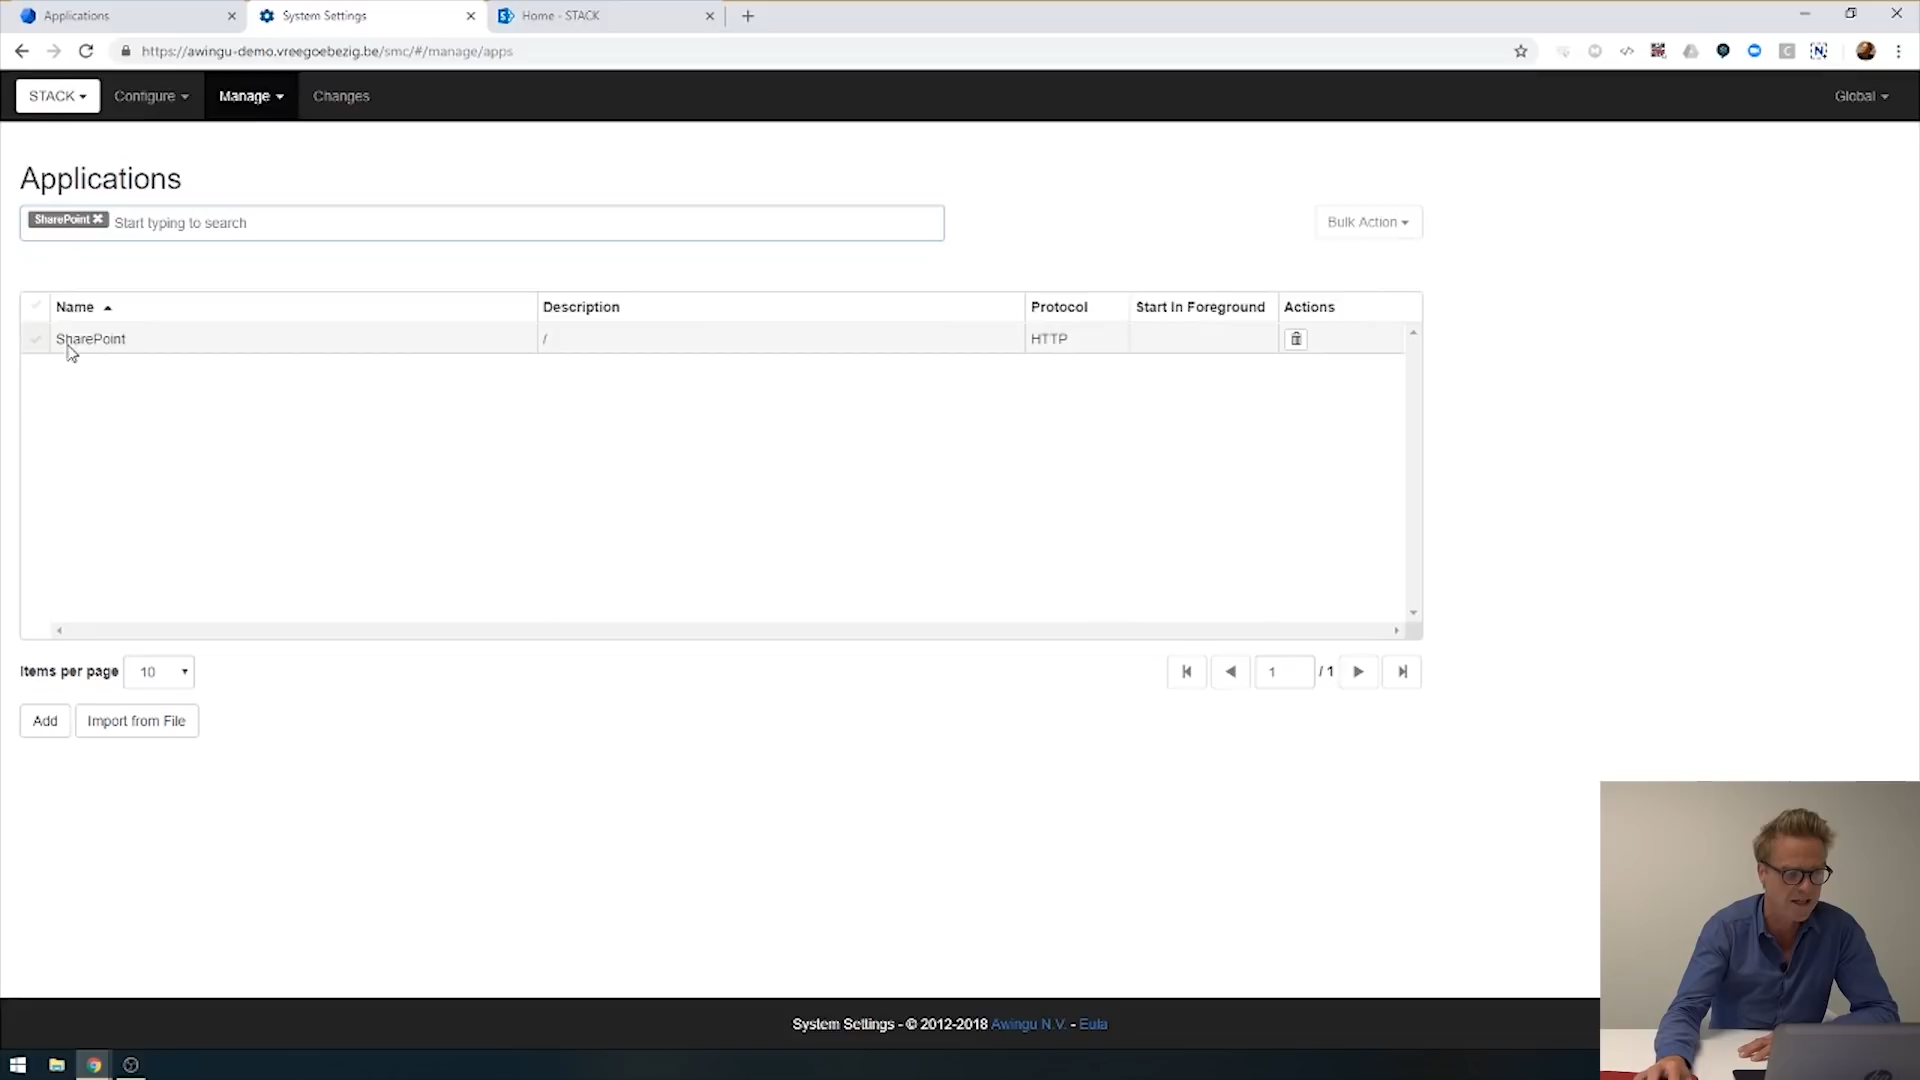 Applications
System Settings
Home - STACK
https://awingu-demo.vreegoebezig.be/smc/#/manage/apps
STACK
Configure
Manage
Changes
Global
Applications
SharePoint
Start typing to search
Bulk Action
Name
Description
Protocol
Start In Foreground
Actions
SharePoint
/
HTTP
Items per page
10
1
/ 1
Add
Import from File
System Settings - © 2012-2018 Awingu N.V. - Eula